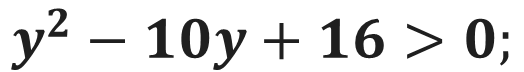 y² − 10y + 16 > 0;